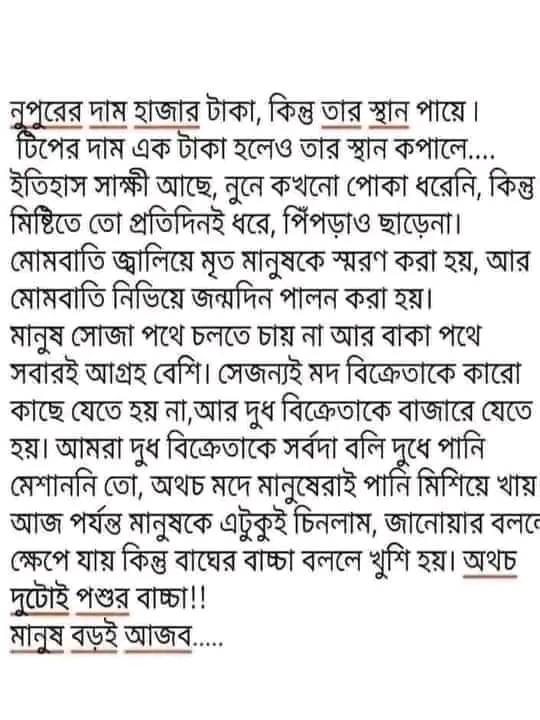 নুপুরের দাম হাজার টাকা, কিন্তু তার স্থান পায়ে।
টিপের দাম এক টাকা হলেও তার স্থান কপালে....
ইতিহাস সাক্ষী আছে, নুনে কখনো পোকা ধরেনি, কিন্তু
মিষ্টিতে তো প্রতিদিনই ধরে, পিঁপড়াও ছাড়েনা।
মোমবাতি জ্বালিয়ে মৃত মানুষকে স্মরণ করা হয়, আর
মোমবাতি নিভিয়ে জন্মদিন পালন করা হয়।
মানুষ সোজা পথে চলতে চায় না আর বাকা পথে
সবারই আগ্রহ বেশি। সেজন্যই মদ বিক্রেতাকে কারো
কাছে যেতে হয় না,আর দুধ বিক্রেতাকে বাজারে যেতে
হয়। আমরা দুধ বিক্রেতাকে সর্বদা বলি দুধে পানি
মেশাননি তো, অথচ মদে মানুষেরাই পানি মিশিয়ে খায়
আজ পর্যন্ত মানুষকে এটুকুই চিনলাম, জানোয়ার বললে
ক্ষেপে যায় কিন্তু বাঘের বাচ্চা বললে খুশি হয়। অথচ
দুটোই পশুর বাচ্চা!!
মানুষ বড়ই আজব.....